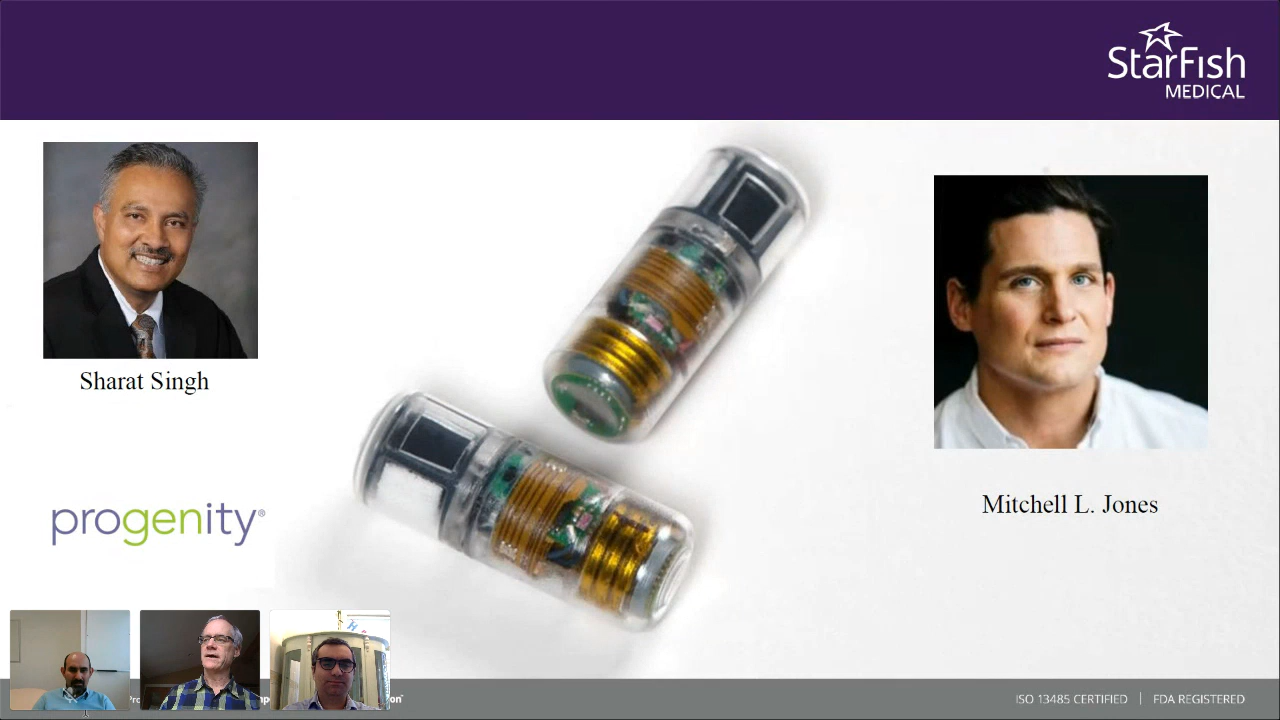 StarFish
MEDICAL
Sharat Singh
progenity®
Mitchell L. Jones
ISO 13485 CERTIFIED | FDA REGISTERED